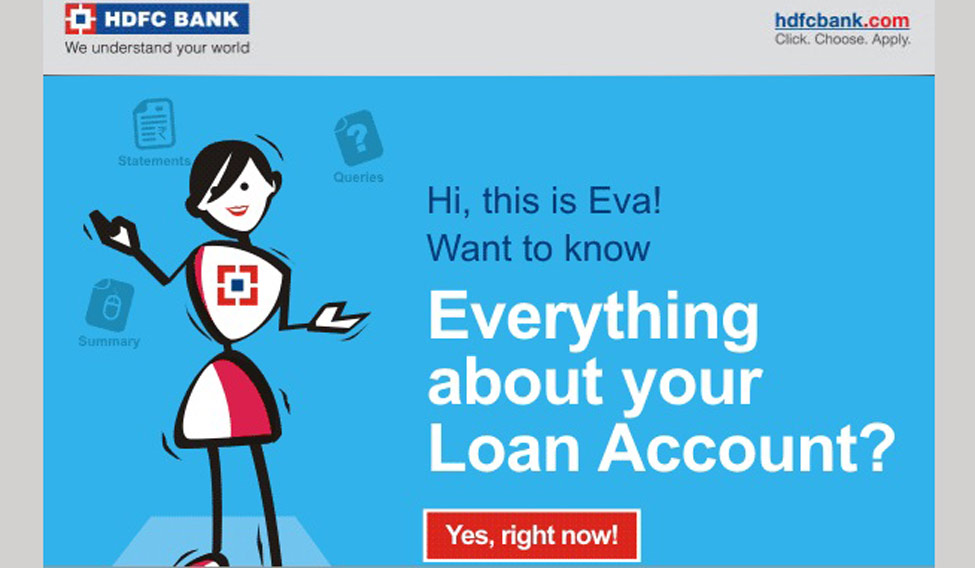 HDFC BANK
We understand your world
hdfcbank.com
Click. Choose. Apply.
Statements
Queries
Summary
Hi, this is Eva!
Want to know
Everything
about your
Loan Account?
Yes, right now!